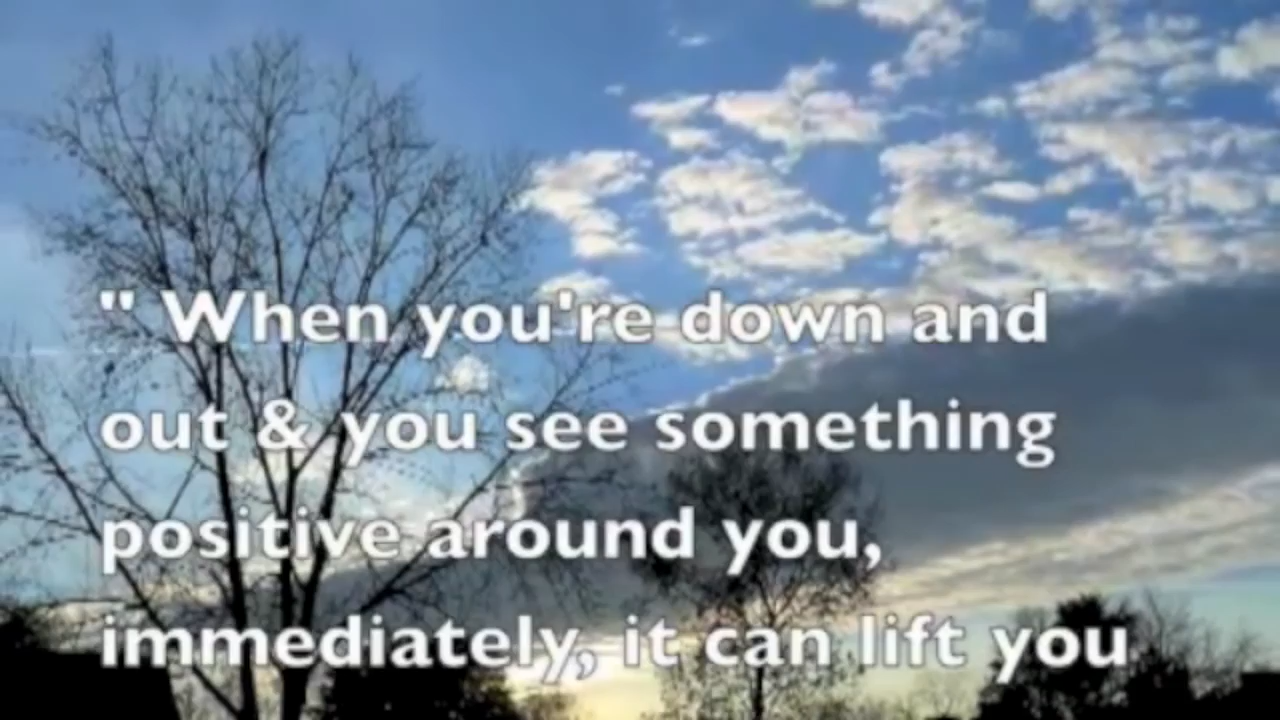 " When you're down and
out & you see something
positive around you,
immediately, it can lift you